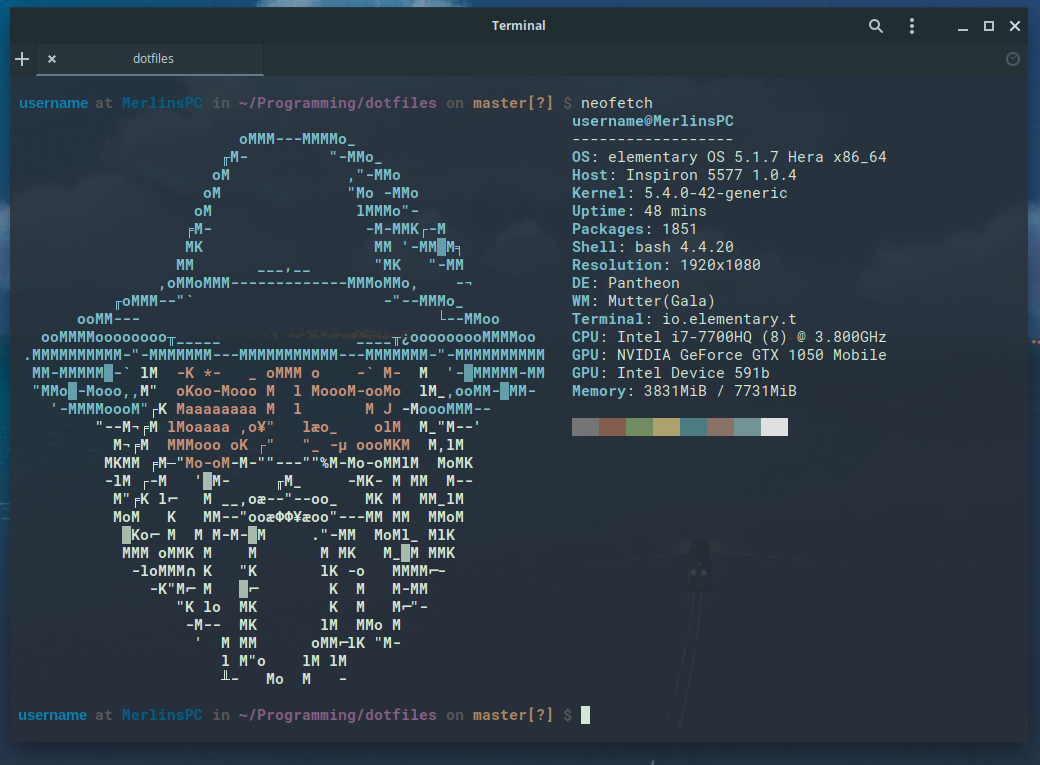 Terminal
dotfiles
username at MerlinsPC in ~/Programming/dotfiles on master[?] $ neofetch
username@MerlinsPC
------------------
OS: elementary OS 5.1.7 Hera x86_64
Host: Inspiron 5577 1.0.4
Kernel: 5.4.0-42-generic
Uptime: 48 mins
Packages: 1851
Shell: bash 4.4.20
Resolution: 1920x1080
DE: Pantheon
WM: Mutter(Gala)
Terminal: io.elementary.t
CPU: Intel i7-7700HQ (8) @ 3.800GHz
GPU: NVIDIA GeForce GTX 1050 Mobile
GPU: Intel Device 591b
Memory: 3831MiB / 7731MiB
username at MerlinsPC in ~/Programming/dotfiles on master[?] $